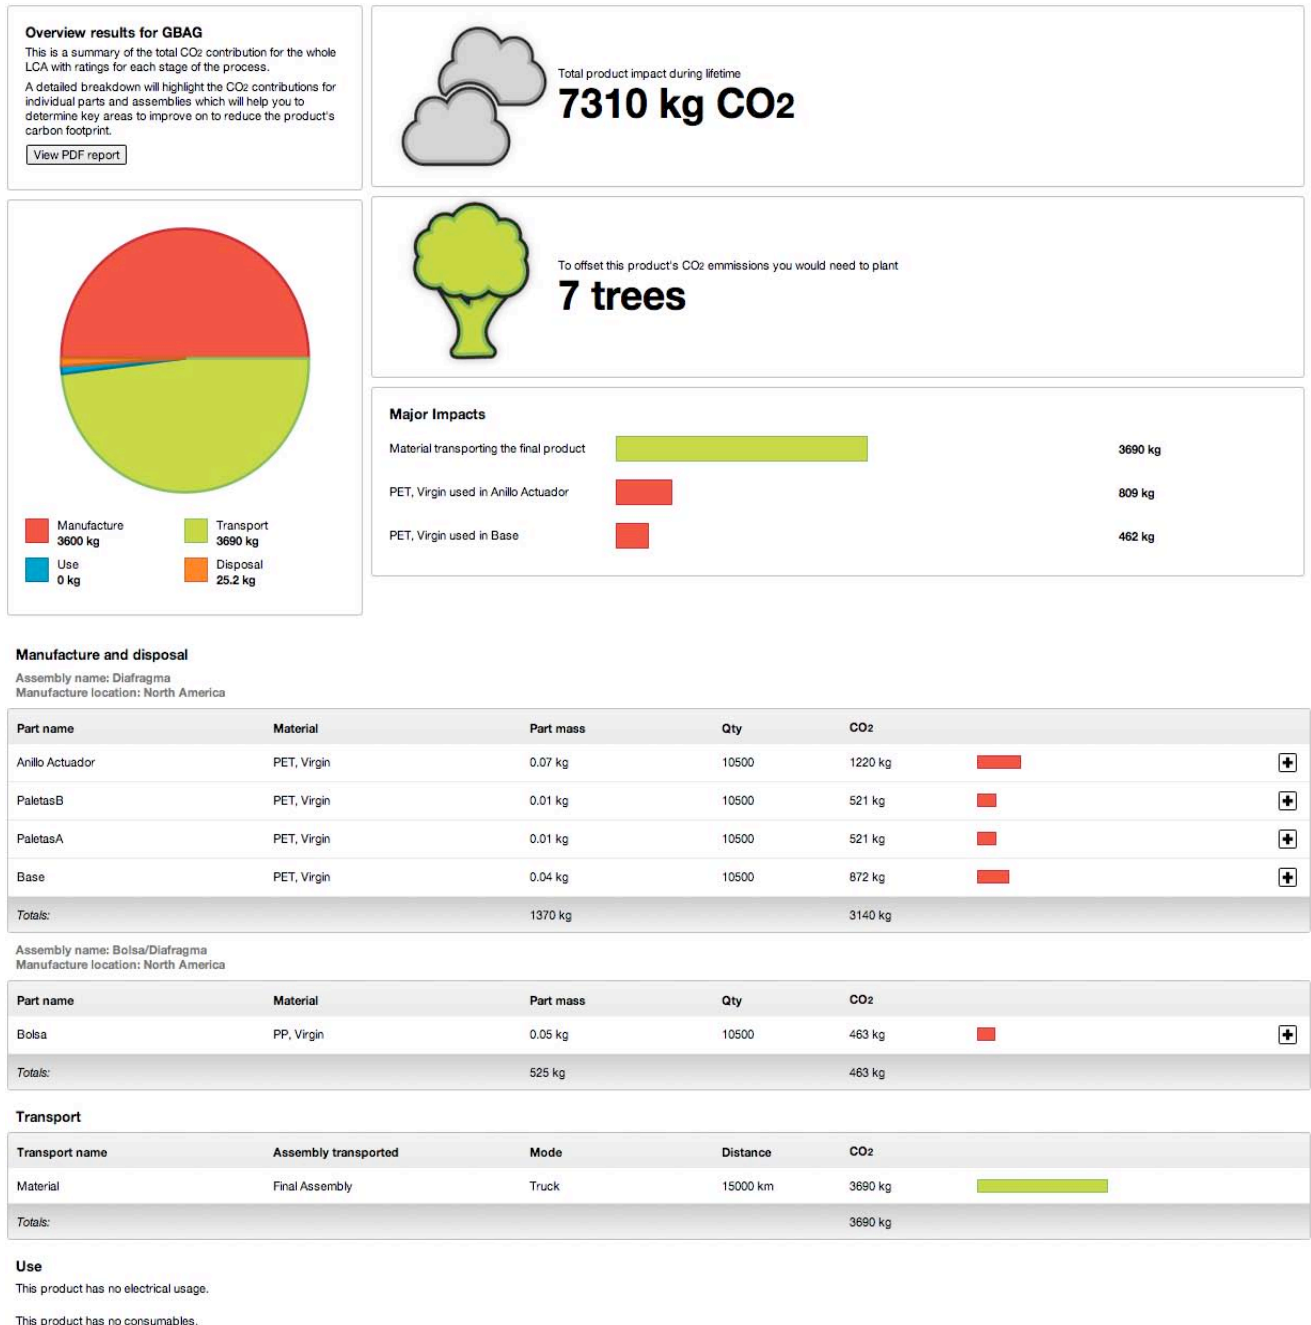 Overview results for GBAG
This is a summary of the total CO2 contribution for the whole
LCA with ratings for each stage of the process.
A detailed breakdown will highlight the CO2 contributions for
individual parts and assemblies which will help you to
determine key areas to improve on to reduce the product's
carbon footprint.
View PDF report
Total product impact during lifetime
7310 kg CO2
To offset this product's CO2 emmissions you would need to plant
7 trees
Manufacture
3600 kg
Transport
3690 kg
Use
0 kg
Disposal
25.2 kg
Major Impacts
Material transporting the final product 3690 kg
PET, Virgin used in Anillo Actuador 809 kg
PET, Virgin used in Base 462 kg
Manufacture and disposal
Assembly name: Diafragma
Manufacture location: North America
Part name Material Part mass Qty CO2
Anillo Actuador PET, Virgin 0.07 kg 10500 1220 kg
PaletasB PET, Virgin 0.01 kg 10500 521 kg
PaletasA PET, Virgin 0.01 kg 10500 521 kg
Base PET, Virgin 0.04 kg 10500 872 kg
Totals: 1370 kg 3140 kg
Assembly name: Bolsa/Diafragma
Manufacture location: North America
Part name Material Part mass Qty CO2
Bolsa PP, Virgin 0.05 kg 10500 463 kg
Totals: 525 kg 463 kg
Transport
Transport name Assembly transported Mode Distance CO2
Material Final Assembly Truck 15000 km 3690 kg
Totals: 3690 kg
Use
This product has no electrical usage.
This product has no consumables.